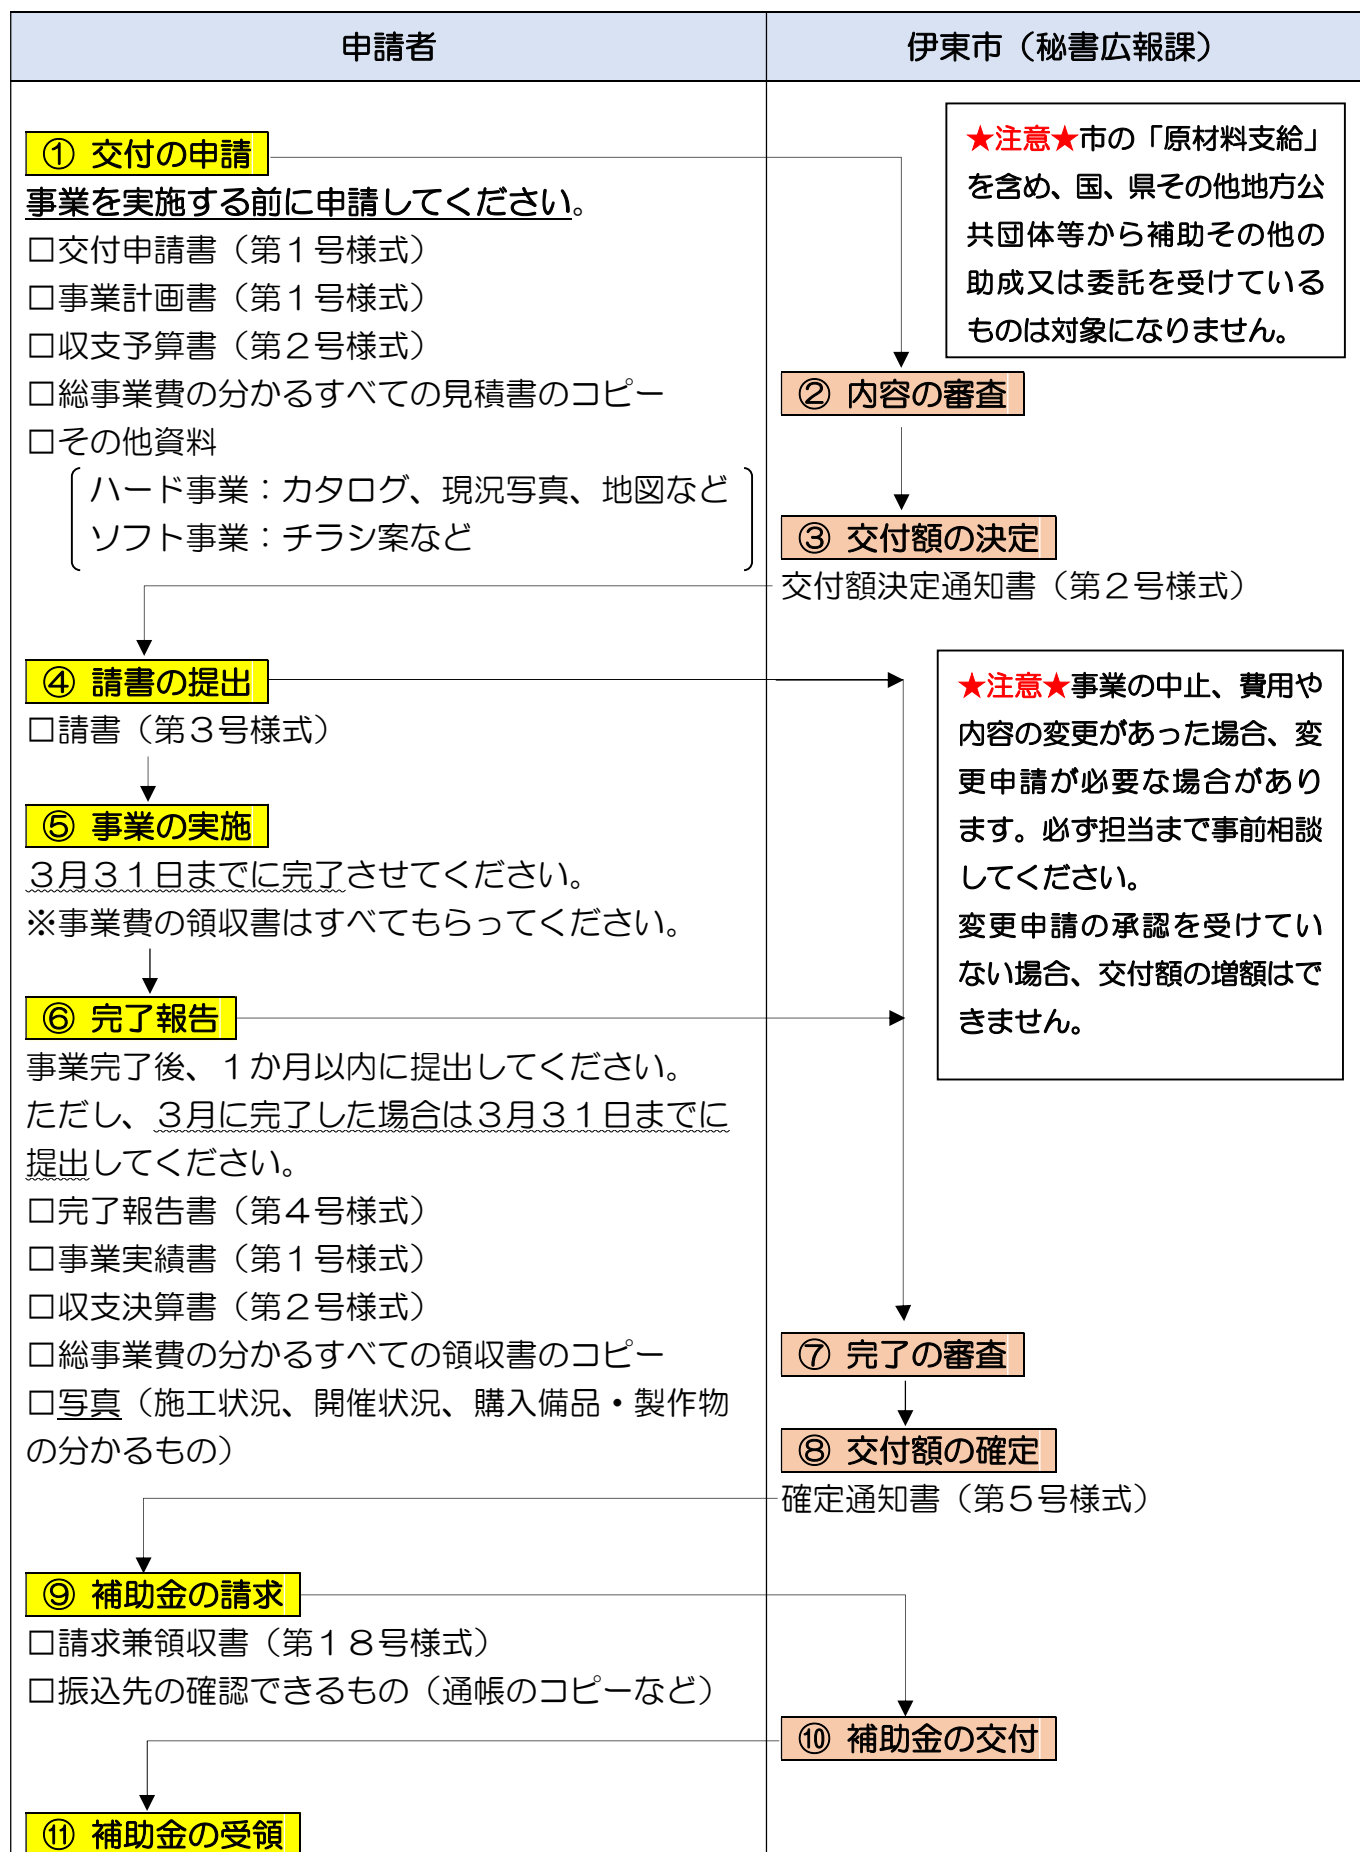 申請者
伊東市（秘書広報課）
① 交付の申請
事業を実施する前に申請してください。
□交付申請書（第１号様式）
□事業計画書（第１号様式）
□収支予算書（第２号様式）
□総事業費の分かるすべての見積書のコピー
□その他資料
ハード事業：カタログ、現況写真、地図など
ソフト事業：チラシ案など
★注意★市の「原材料支給」
を含め、国、県その他地方公
共団体等から補助その他の
助成又は委託を受けている
ものは対象になりません。
② 内容の審査
③ 交付額の決定
交付額決定通知書（第２号様式）
④ 請書の提出
□請書（第３号様式）
⑤ 事業の実施
３月３１日までに完了させてください。
※事業費の領収書はすべてもらってください。
★注意★事業の中止、費用や
内容の変更があった場合、変
更申請が必要な場合があり
ます。必ず担当まで事前相談
してください。
変更申請の承認を受けてい
ない場合、交付額の増額はで
きません。
⑥ 完了報告
事業完了後、１か月以内に提出してください。
ただし、３月に完了した場合は３月３１日までに
提出してください。
□完了報告書（第４号様式）
□事業実績書（第１号様式）
□収支決算書（第２号様式）
□総事業費の分かるすべての領収書のコピー
□写真（施工状況、開催状況、購入備品・製作物
の分かるもの）
⑦ 完了の審査
⑧ 交付額の確定
確定通知書（第５号様式）
⑨ 補助金の請求
□請求兼領収書（第１８号様式）
□振込先の確認できるもの（通帳のコピーなど）
⑩ 補助金の交付
⑪ 補助金の受領